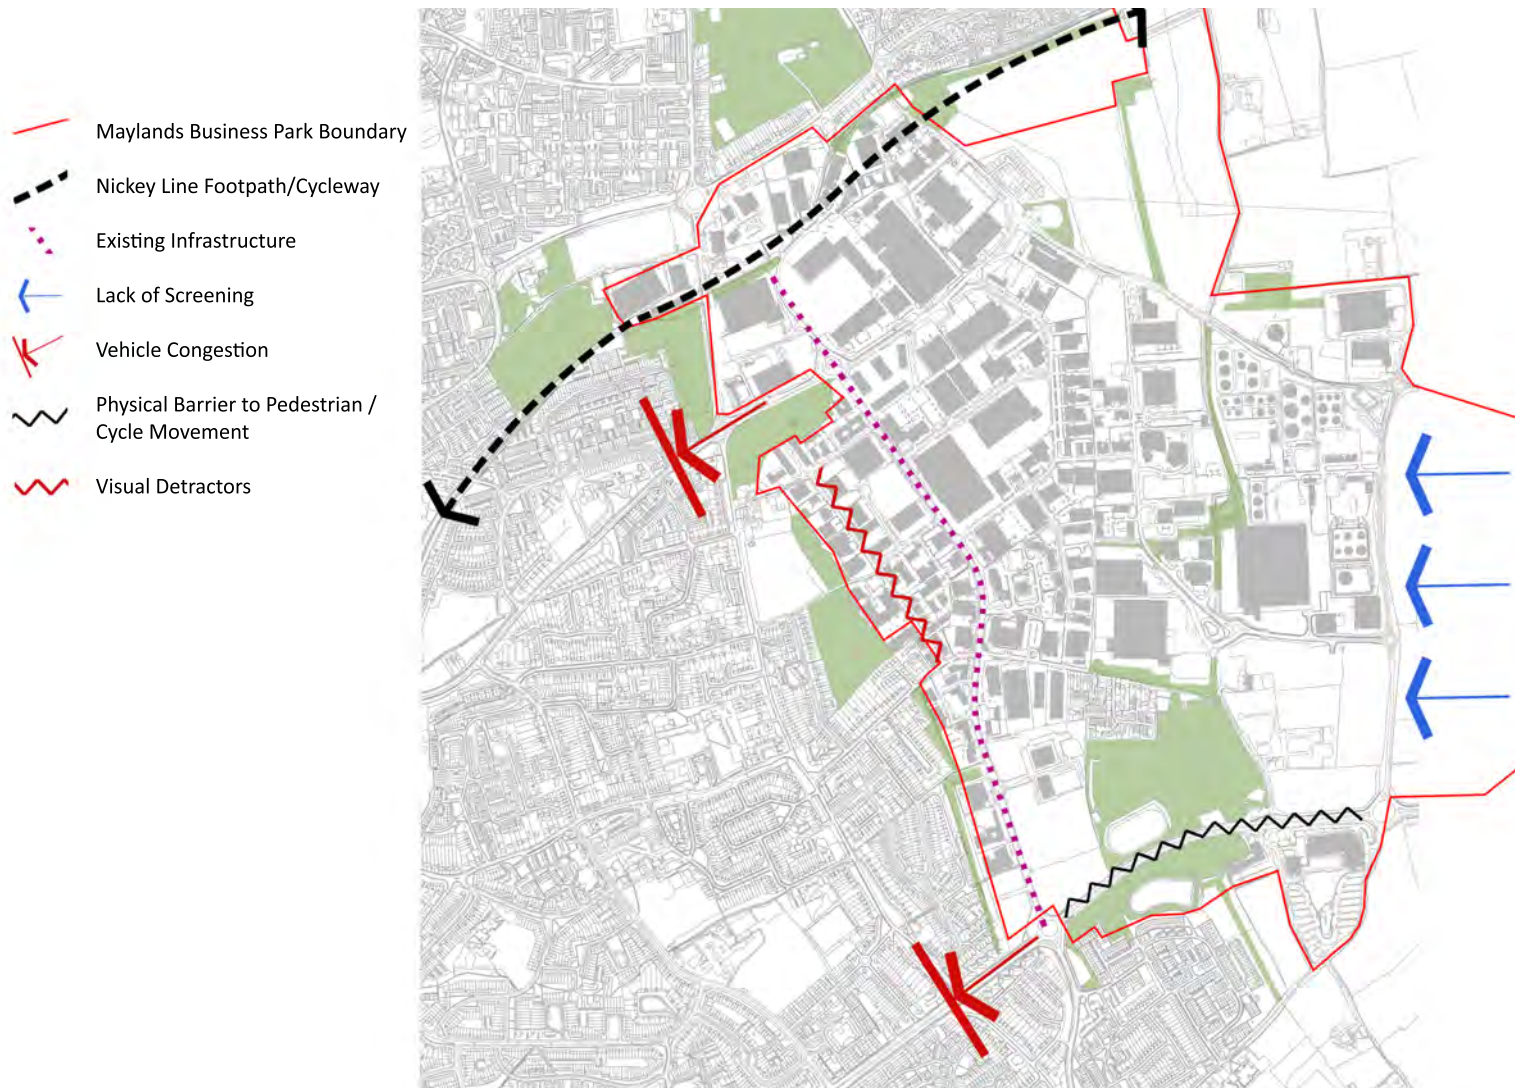 Maylands Business Park Boundary
Nickey Line Footpath/Cycleway
Existing Infrastructure
Lack of Screening
Vehicle Congestion
Physical Barrier to Pedestrian /
Cycle Movement
Visual Detractors